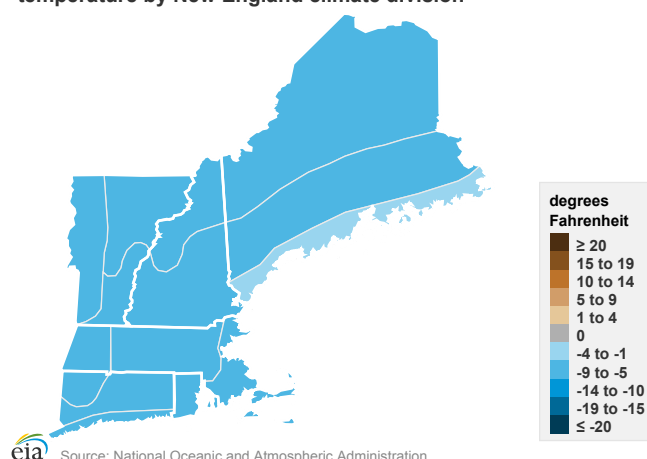 temperature by New England climate division
degrees
Fahrenheit
≥ 20
15 to 19
10 to 14
5 to 9
1 to 4
0
-4 to -1
-9 to -5
-14 to -10
-19 to -15
≤ -20
eia
Source: National Oceanic and Atmospheric Administration